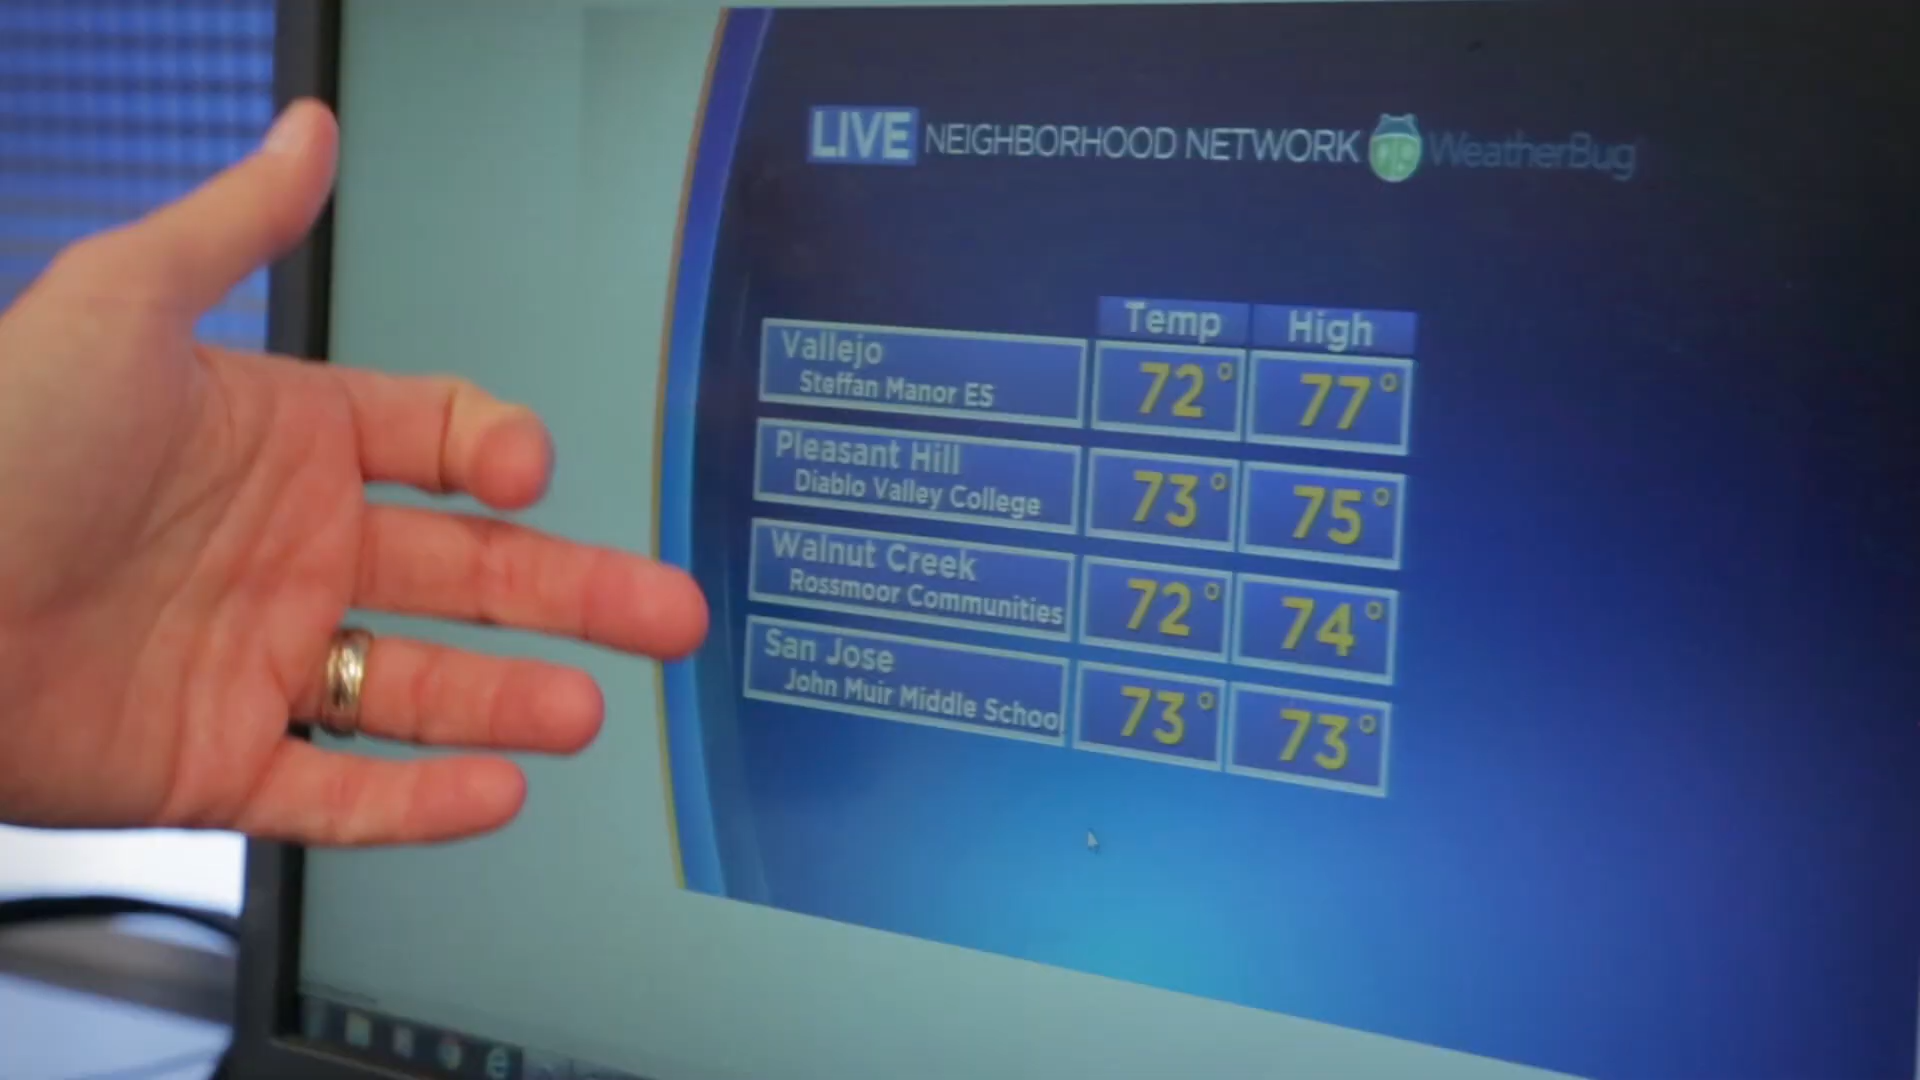 LIVE NEIGHBORHOOD NETWORK WeatherBug
Temp High
Vallejo
Steffan Manor ES
72° 77°
Pleasant Hill
Diablo Valley College
73° 75°
Walnut Creek
Rossmoor Communities
72° 74°
San Jose
John Muir Middle Schoo
73° 73°